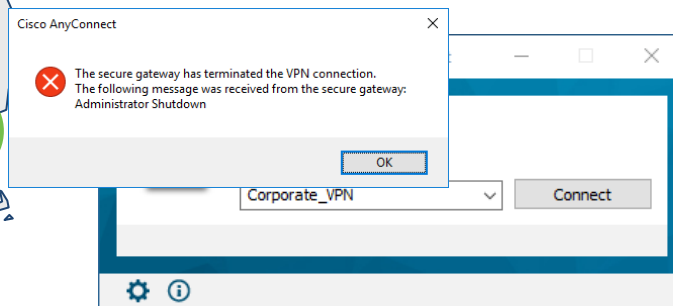 Cisco AnyConnect
The secure gateway has terminated the VPN connection.
The following message was received from the secure gateway:
Administrator Shutdown
OK
Corporate_VPN
Connect